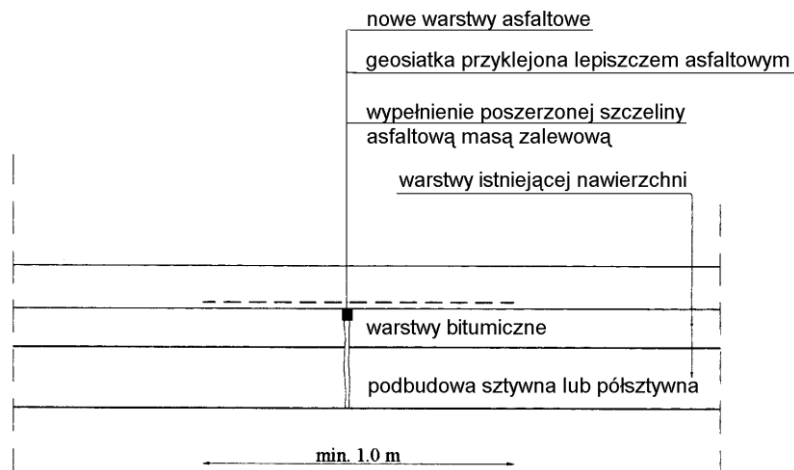 nowe warstwy asfaltowe
geosiatka przyklejona lepiszczem asfaltowym
wypełnienie poszerzonej szczeliny
asfaltową masą zalewową
warstwy istniejącej nawierzchni
warstwy bitumiczne
podbudowa sztywna lub półsztywna
min. 1.0 m